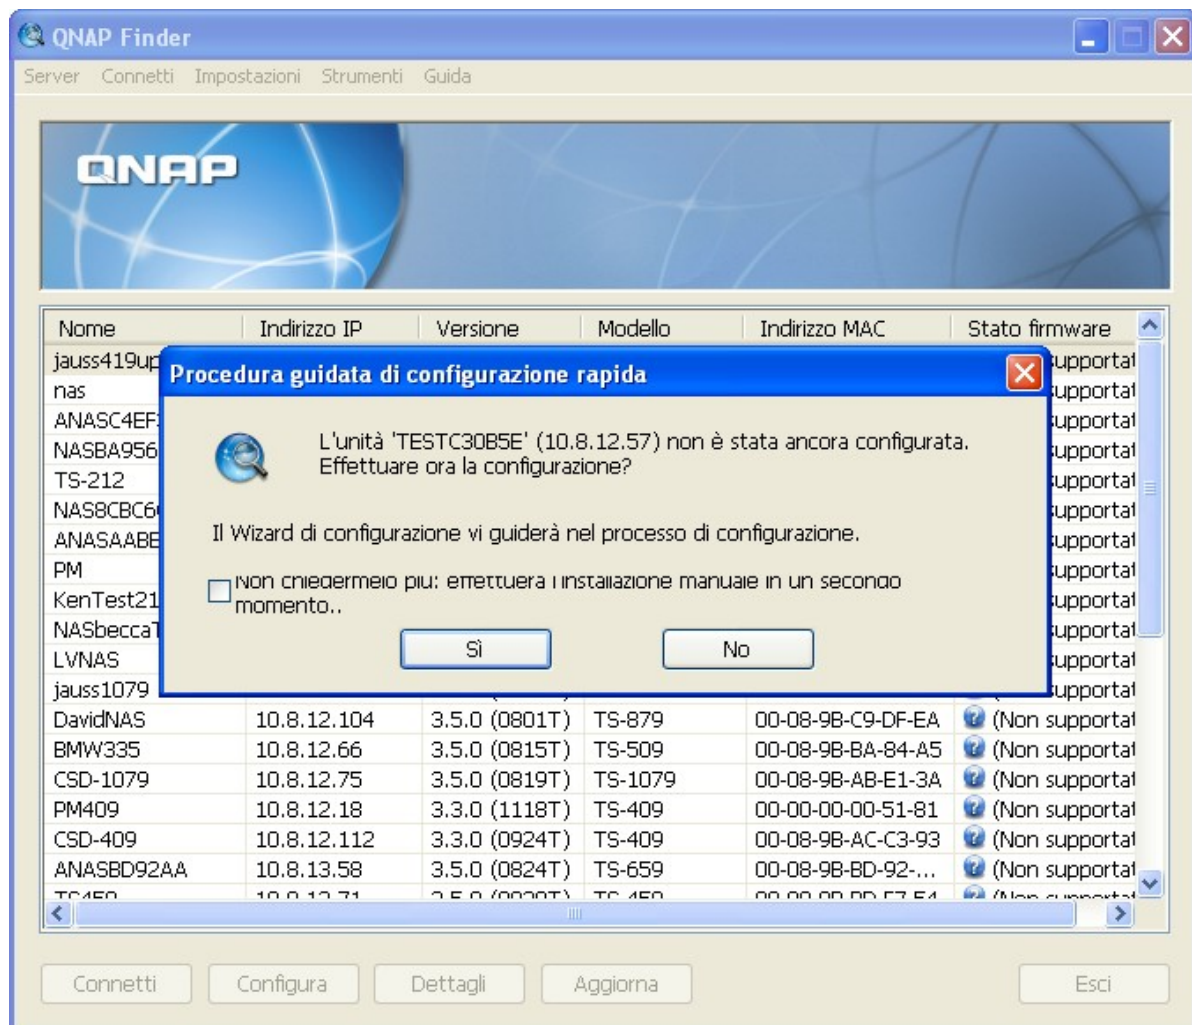 QNAP Finder
Server Connetti Impostazioni Strumenti Guida
QNAP
Nome Indirizzo IP Versione Modello Indirizzo MAC Stato firmware
jauss419up
nas
ANASC4EF
NASBA956
TS-212
NAS8CBC6
ANASAABE
PM
KenTest21
NASbeccaT
LVNAS
jauss1079
Procedura guidata di configurazione rapida
L'unità 'TESTC30B5E' (10.8.12.57) non è stata ancora configurata.
Effettuare ora la configurazione?
Il Wizard di configurazione vi guiderà nel processo di configurazione.
Non chiedermelo più: effettuerà l'installazione manuale in un secondo
momento..
Sì No
DavidNAS 10.8.12.104 3.5.0 (0801T) TS-879 00-08-9B-C9-DF-EA (Non supportat
BMW335 10.8.12.66 3.5.0 (0815T) TS-509 00-08-9B-BA-84-A5 (Non supportat
CSD-1079 10.8.12.75 3.5.0 (0819T) TS-1079 00-08-9B-AB-E1-3A (Non supportat
PM409 10.8.12.18 3.3.0 (1118T) TS-409 00-00-00-00-51-81 (Non supportat
CSD-409 10.8.12.112 3.3.0 (0924T) TS-409 00-08-9B-AC-C3-93 (Non supportat
ANASBD92AA 10.8.13.58 3.5.0 (0824T) TS-659 00-08-9B-BD-92-... (Non supportat
Connetti Configura Dettagli Aggiorna Esci